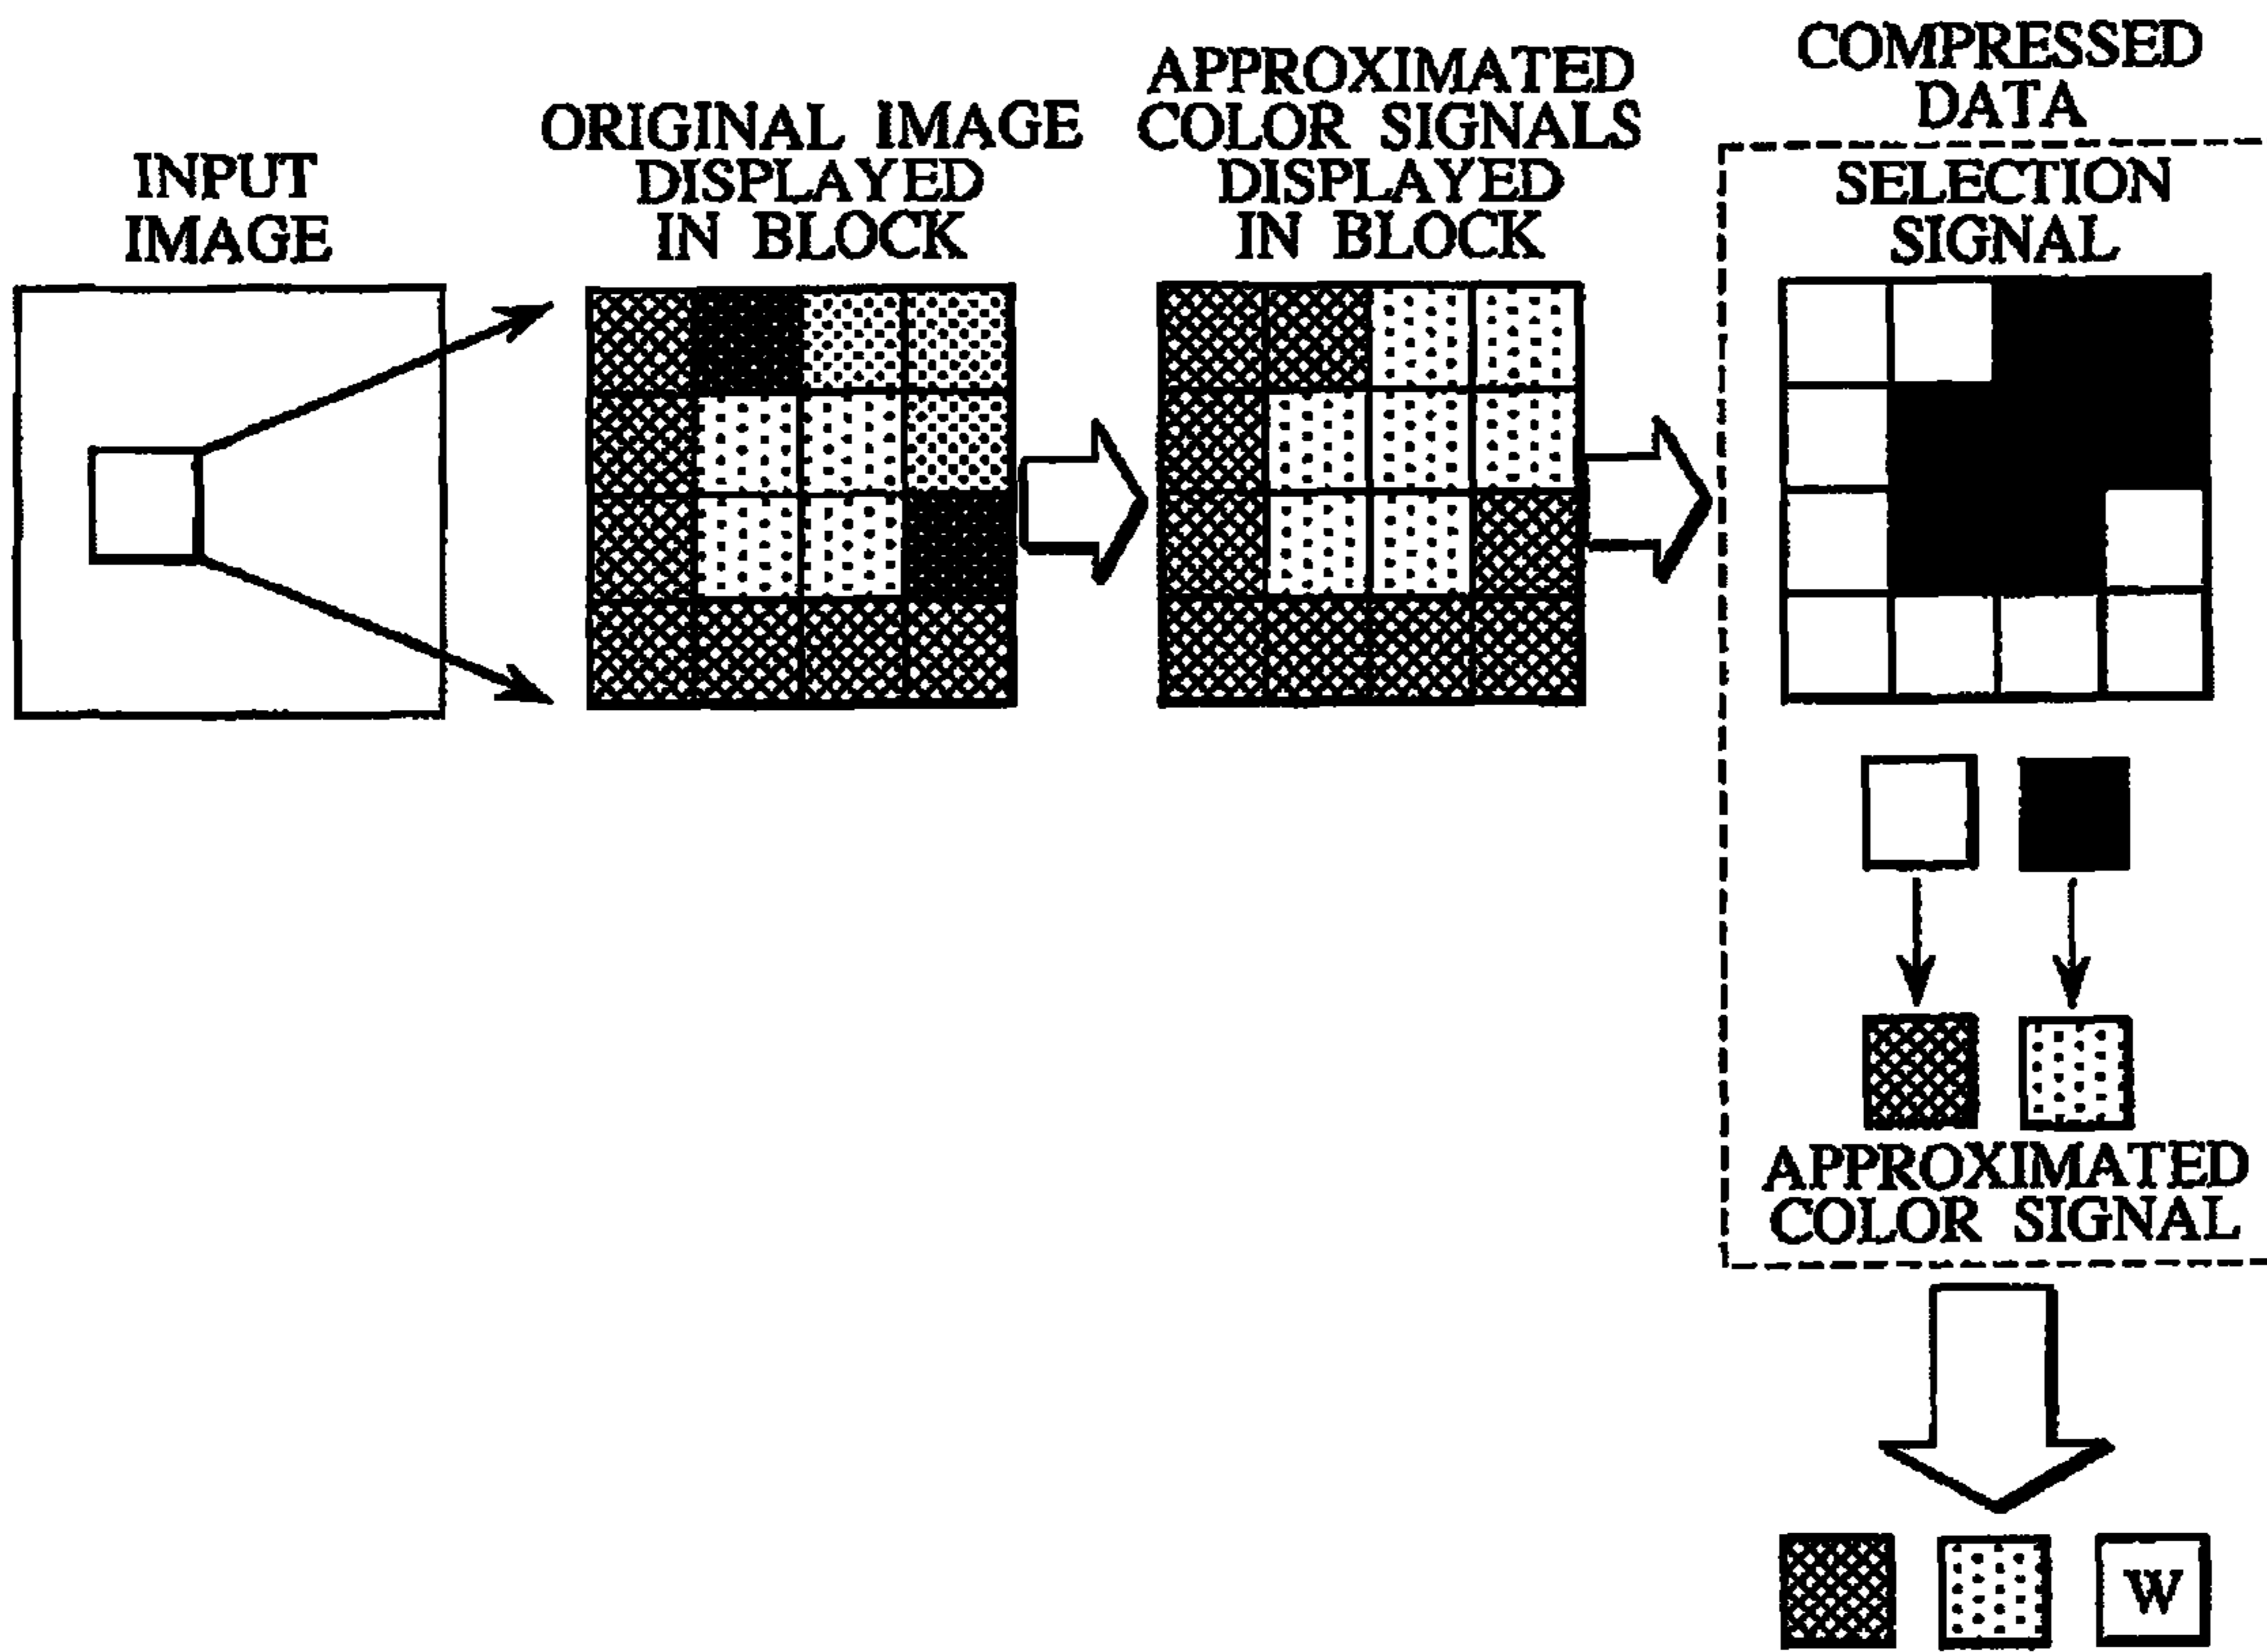 INPUT
IMAGE
ORIGINAL IMAGE
DISPLAYED
IN BLOCK
APPROXIMATED
COLOR SIGNALS
DISPLAYED
IN BLOCK
COMPRESSED
DATA
SELECTION
SIGNAL
APPROXIMATED
COLOR SIGNAL
W